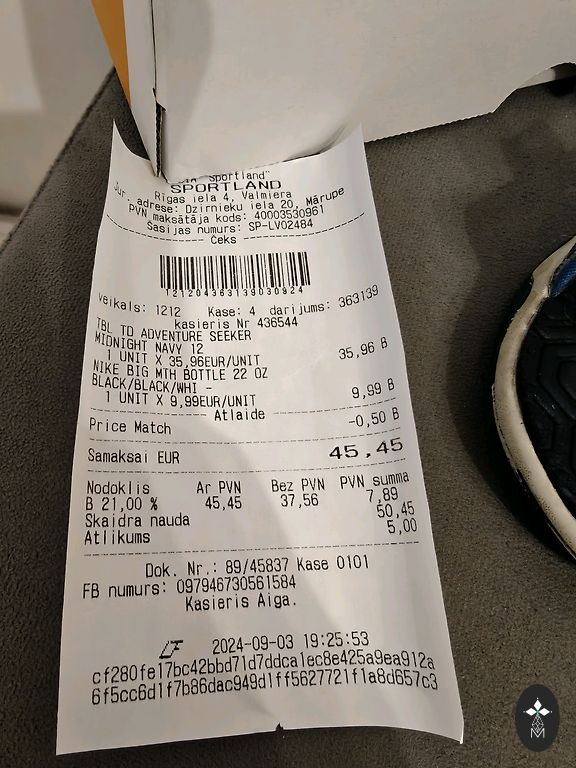 SIA "Sportland"
SPORTLAND
Rīgas iela 4, Valmiera
Jur. adrese: Dzirnieku iela 20, Mārupe
PVN maksātāja kods: 40003530961
Šasijas numurs: SP-LV02484
Čeks
121204363139030924
Veikals: 1212 Kase: 4 darījums: 363139
kasieris Nr 436544
TBL TD ADVENTURE SEEKER
MIDNIGHT NAVY 12
1 UNIT X 35,96EUR/UNIT 35,96 B
NIKE BIG MTH BOTTLE 22 OZ
BLACK/BLACK/WHI -
1 UNIT X 9,99EUR/UNIT 9,99 B
Atlaide
Price Match -0,50 B
Samaksai EUR 45,45
Nodoklis Ar PVN Bez PVN PVN summa
B 21,00 % 45,45 37,56 7,89
Skaidra nauda 50,45
Atlikums 5,00
Dok. Nr.: 89/45837 Kase 0101
FB numurs: 097946730561584
Kasieris Aiga.
2024-09-03 19:25:53
cf280fe17bc42bbd71d7ddca1ec8e425a9ea912a
6f5cc6d1f7b86dac949d1ff5627721f1a8d657c3
M